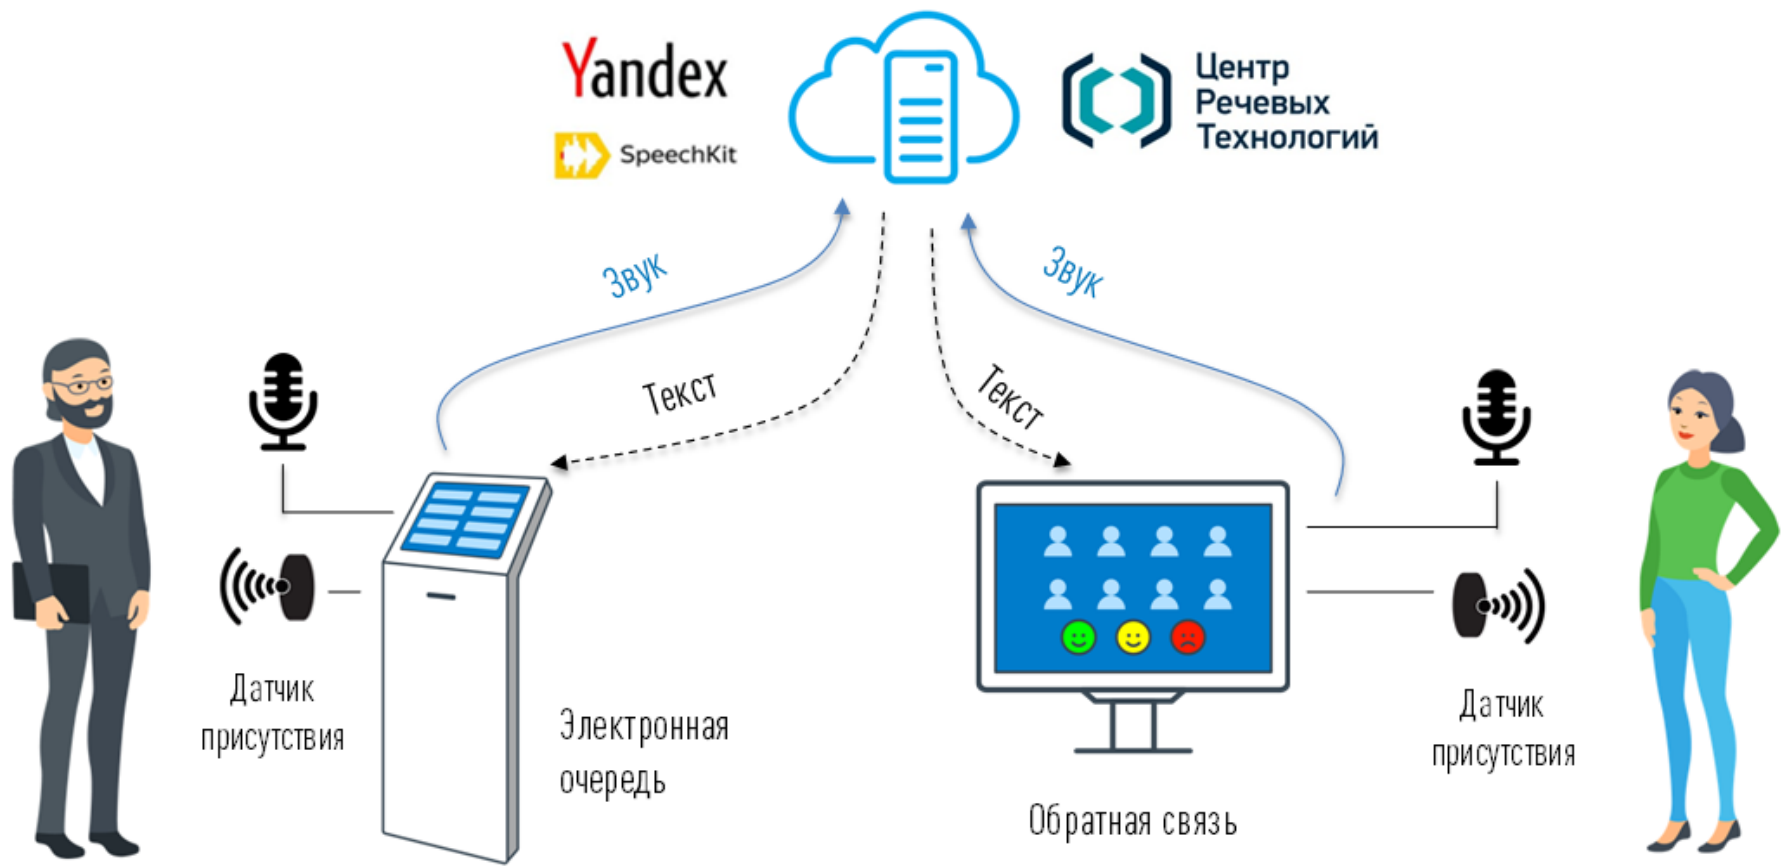 Yandex
SpeechKit
Центр
Речевых
Технологий
Звук
Звук
Текст
Текст
Датчик
присутствия
Электронная
очередь
Обратная связь
Датчик
присутствия